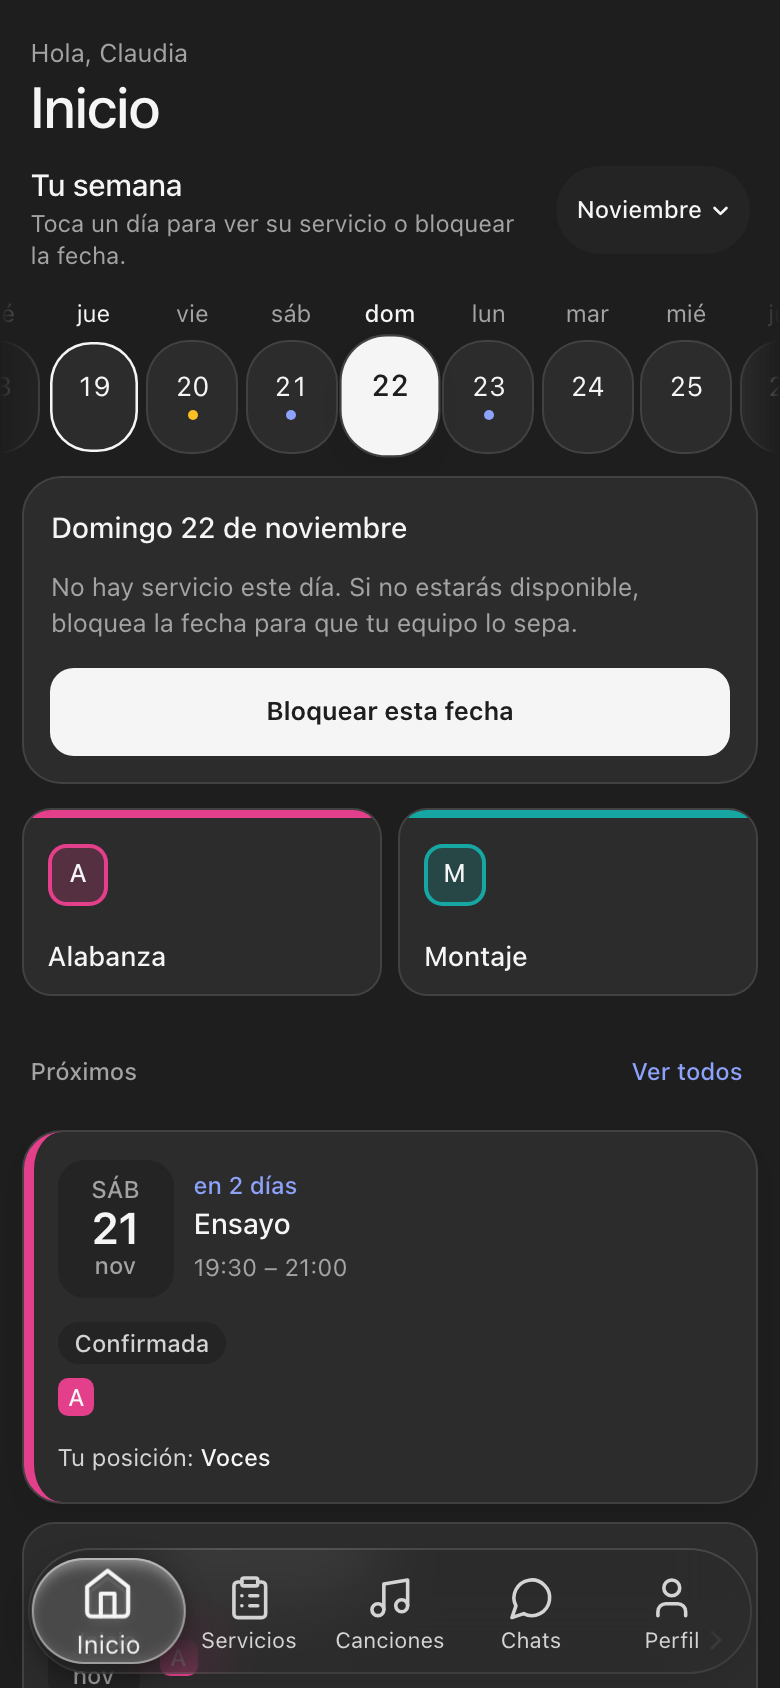 Hola, Claudia
Inicio
Tu semana
Toca un día para ver su servicio o bloquear
la fecha.
Noviembre
jue vie sáb dom lun mar mié
19 20 21 22 23 24 25
Domingo 22 de noviembre
No hay servicio este día. Si no estarás disponible,
bloquea la fecha para que tu equipo lo sepa.
Bloquear esta fecha
A
Alabanza
M
Montaje
Próximos
Ver todos
SÁB
21
nov
en 2 días
Ensayo
19:30 – 21:00
Confirmada
A
Tu posición: Voces
Inicio Servicios Canciones Chats Perfil
A
nov